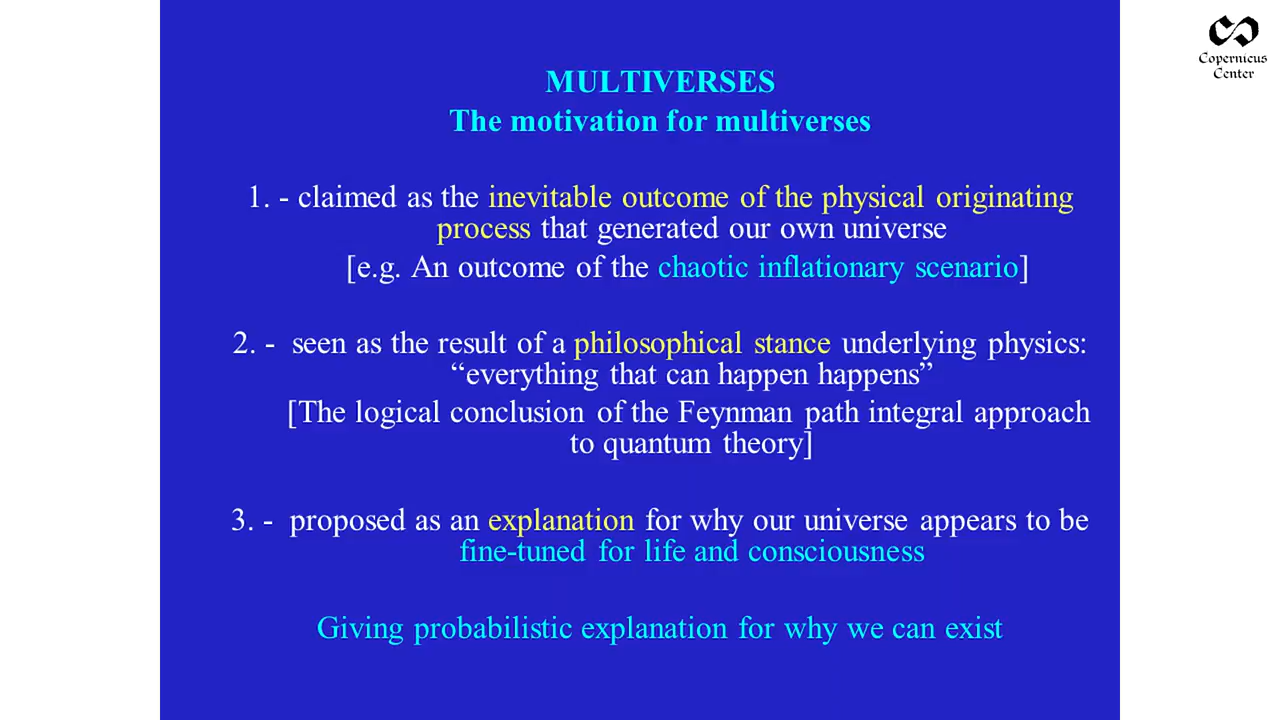 MULTIVERSES
The motivation for multiverses
1. - claimed as the inevitable outcome of the physical originating
process that generated our own universe
[e.g. An outcome of the chaotic inflationary scenario]
2. -  seen as the result of a philosophical stance underlying physics:
“everything that can happen happens”
[The logical conclusion of the Feynman path integral approach
to quantum theory]
3. -  proposed as an explanation for why our universe appears to be
fine-tuned for life and consciousness
Giving probabilistic explanation for why we can exist
Copernicus
Center